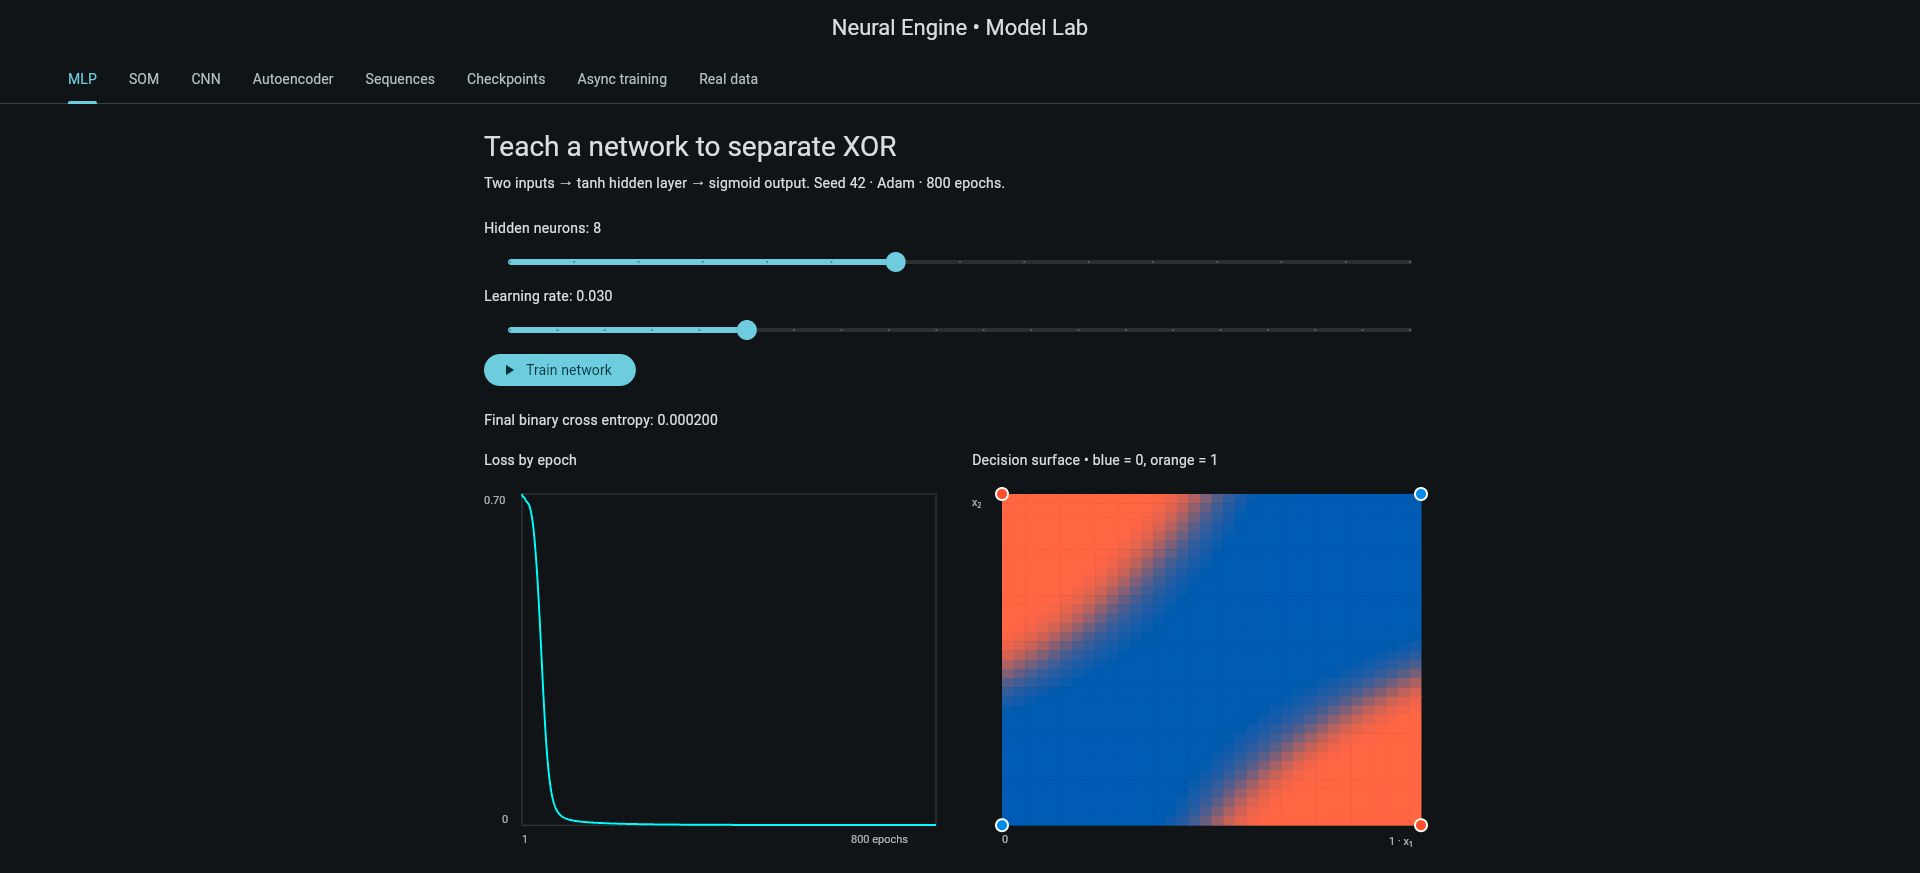 Neural Engine • Model Lab
MLP SOM CNN Autoencoder Sequences Checkpoints Async training Real data
Teach a network to separate XOR
Two inputs → tanh hidden layer → sigmoid output. Seed 42 · Adam · 800 epochs.
Hidden neurons: 8
Learning rate: 0.030
Train network
Final binary cross entropy: 0.000200
Loss by epoch
0.70
0
1 800 epochs
Decision surface • blue = 0, orange = 1
x₂
0 1 · x₁